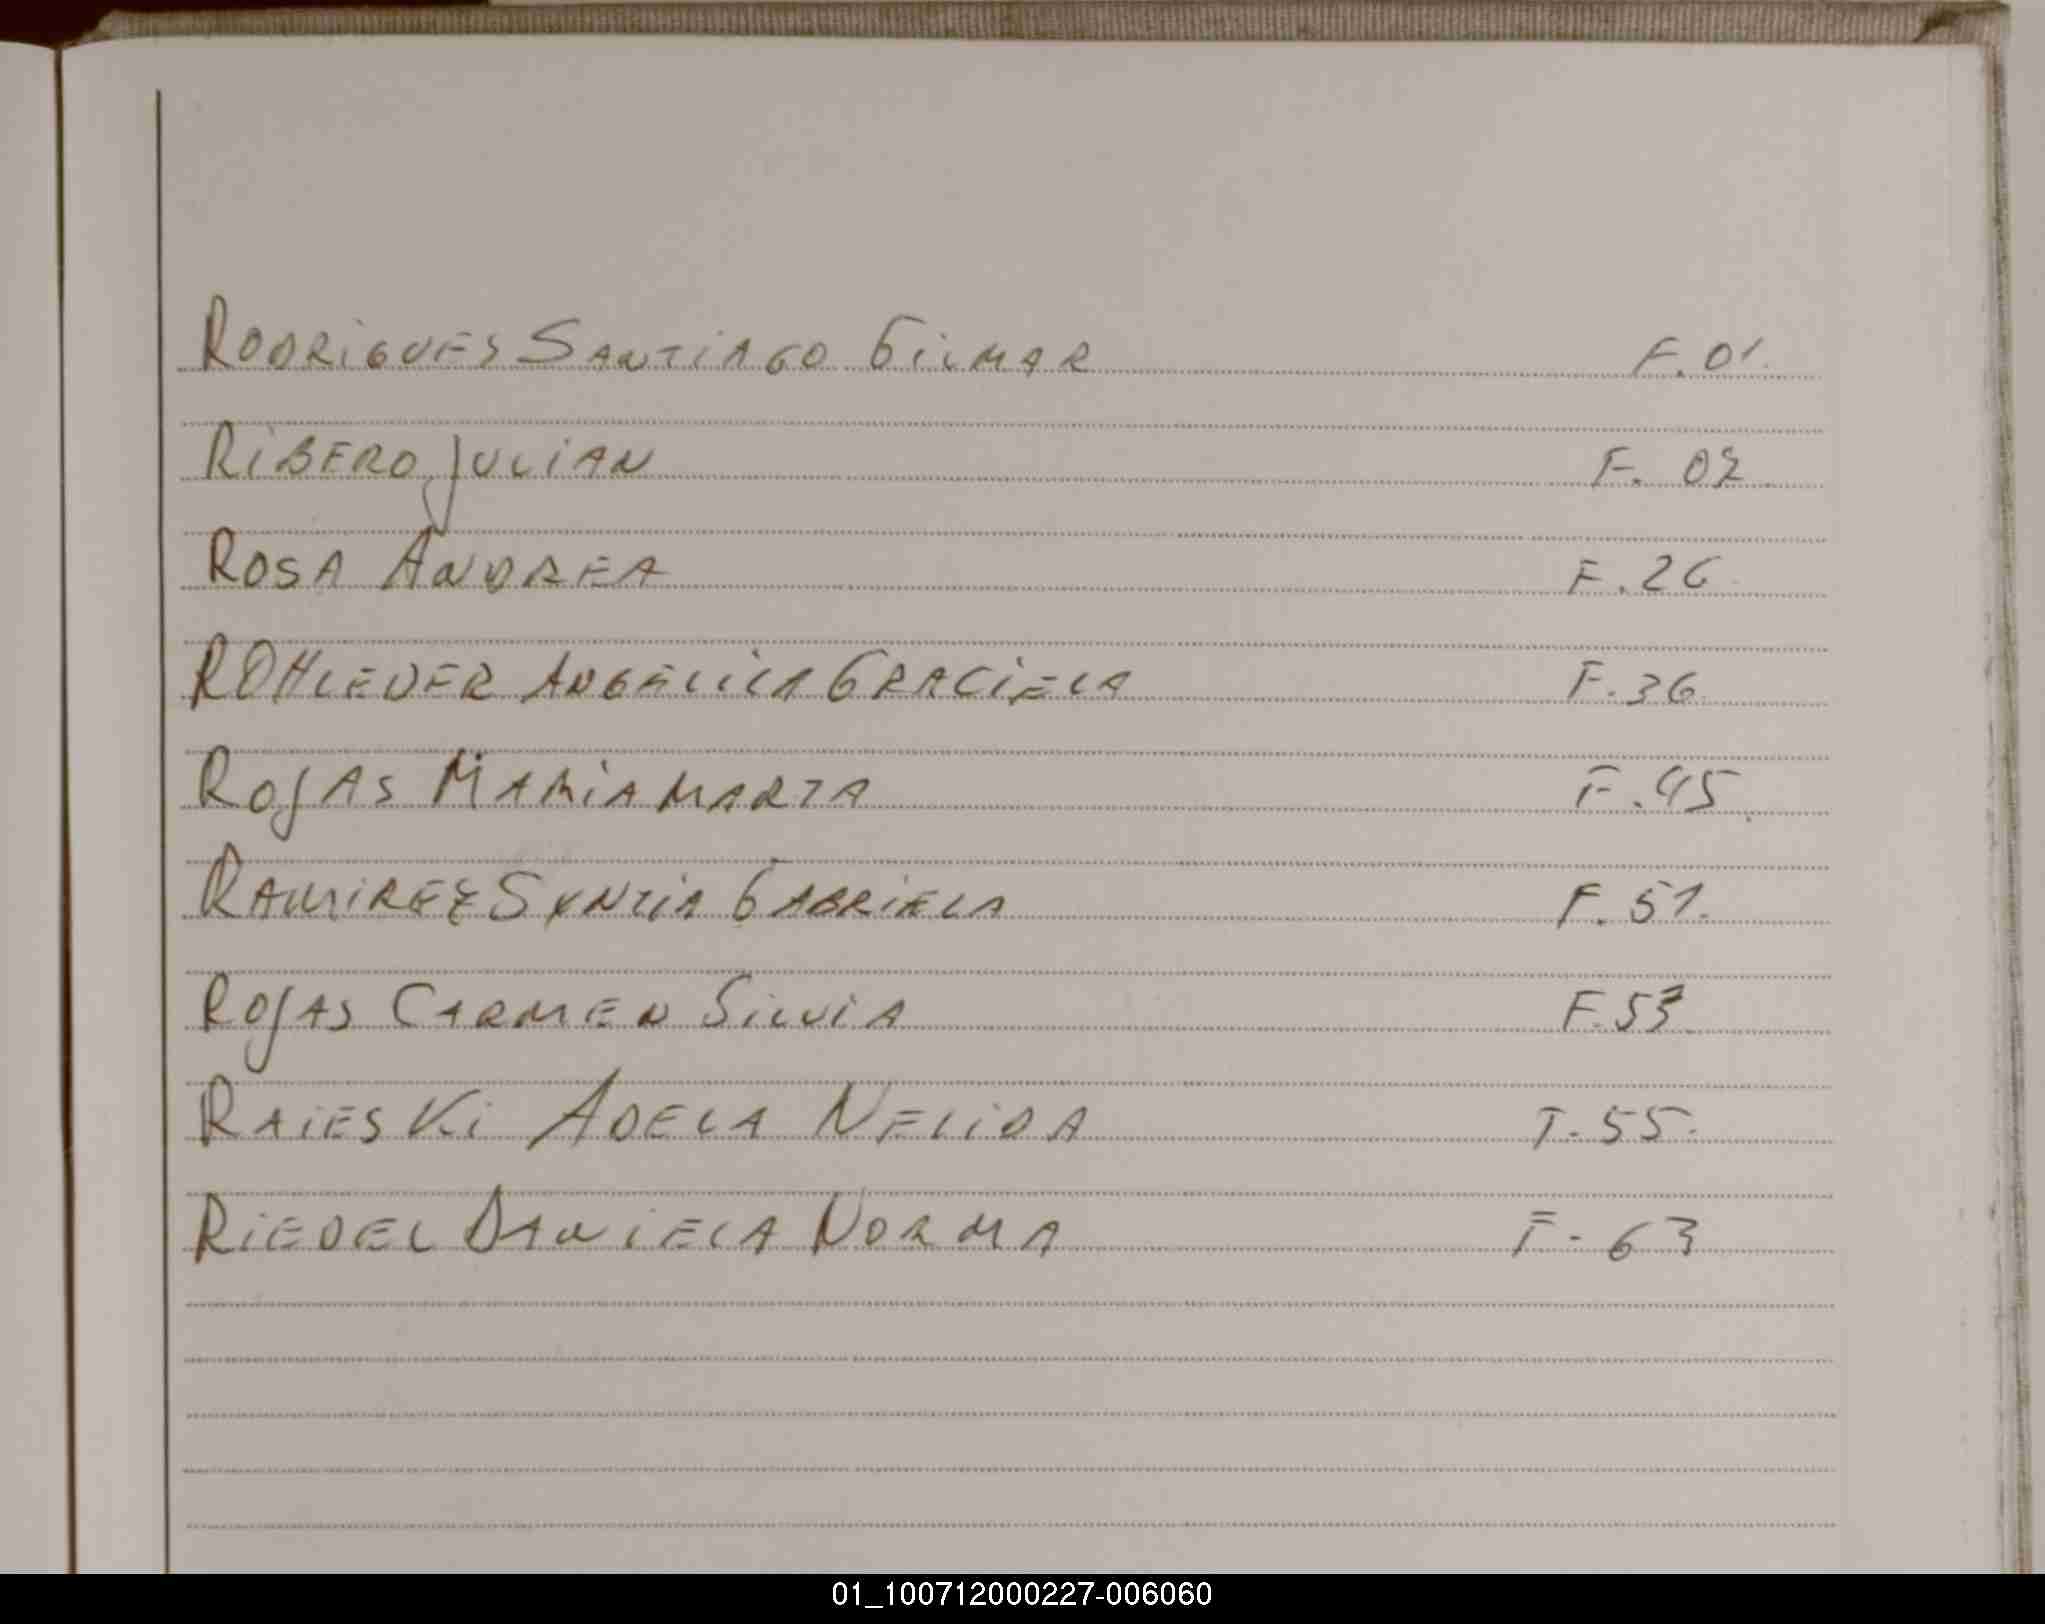 RODRiGUES SANTiAGO GiLMAR F.01.
RiBERO JULiAN F. 02.
ROSA ANDREA F.26.
ROHLEDER ANGELiCA GRACiELA F.36.
ROJAS MARiA MARTA F.45.
RAMiREZ SYNTiA GABRiELA F. 51.
ROJAS CARMEN SiLViA F.53.
RAiESKi ADELA NELiDA F.55.
RiEDEL DANiELA NORMA F-63
01_100712000227-006060